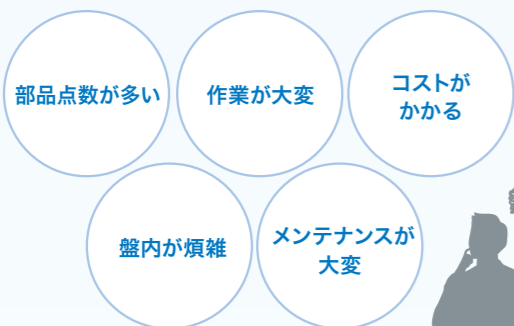 部品点数が多い
作業が大変
コストが
かかる
盤内が煩雑
メンテナンスが
大変